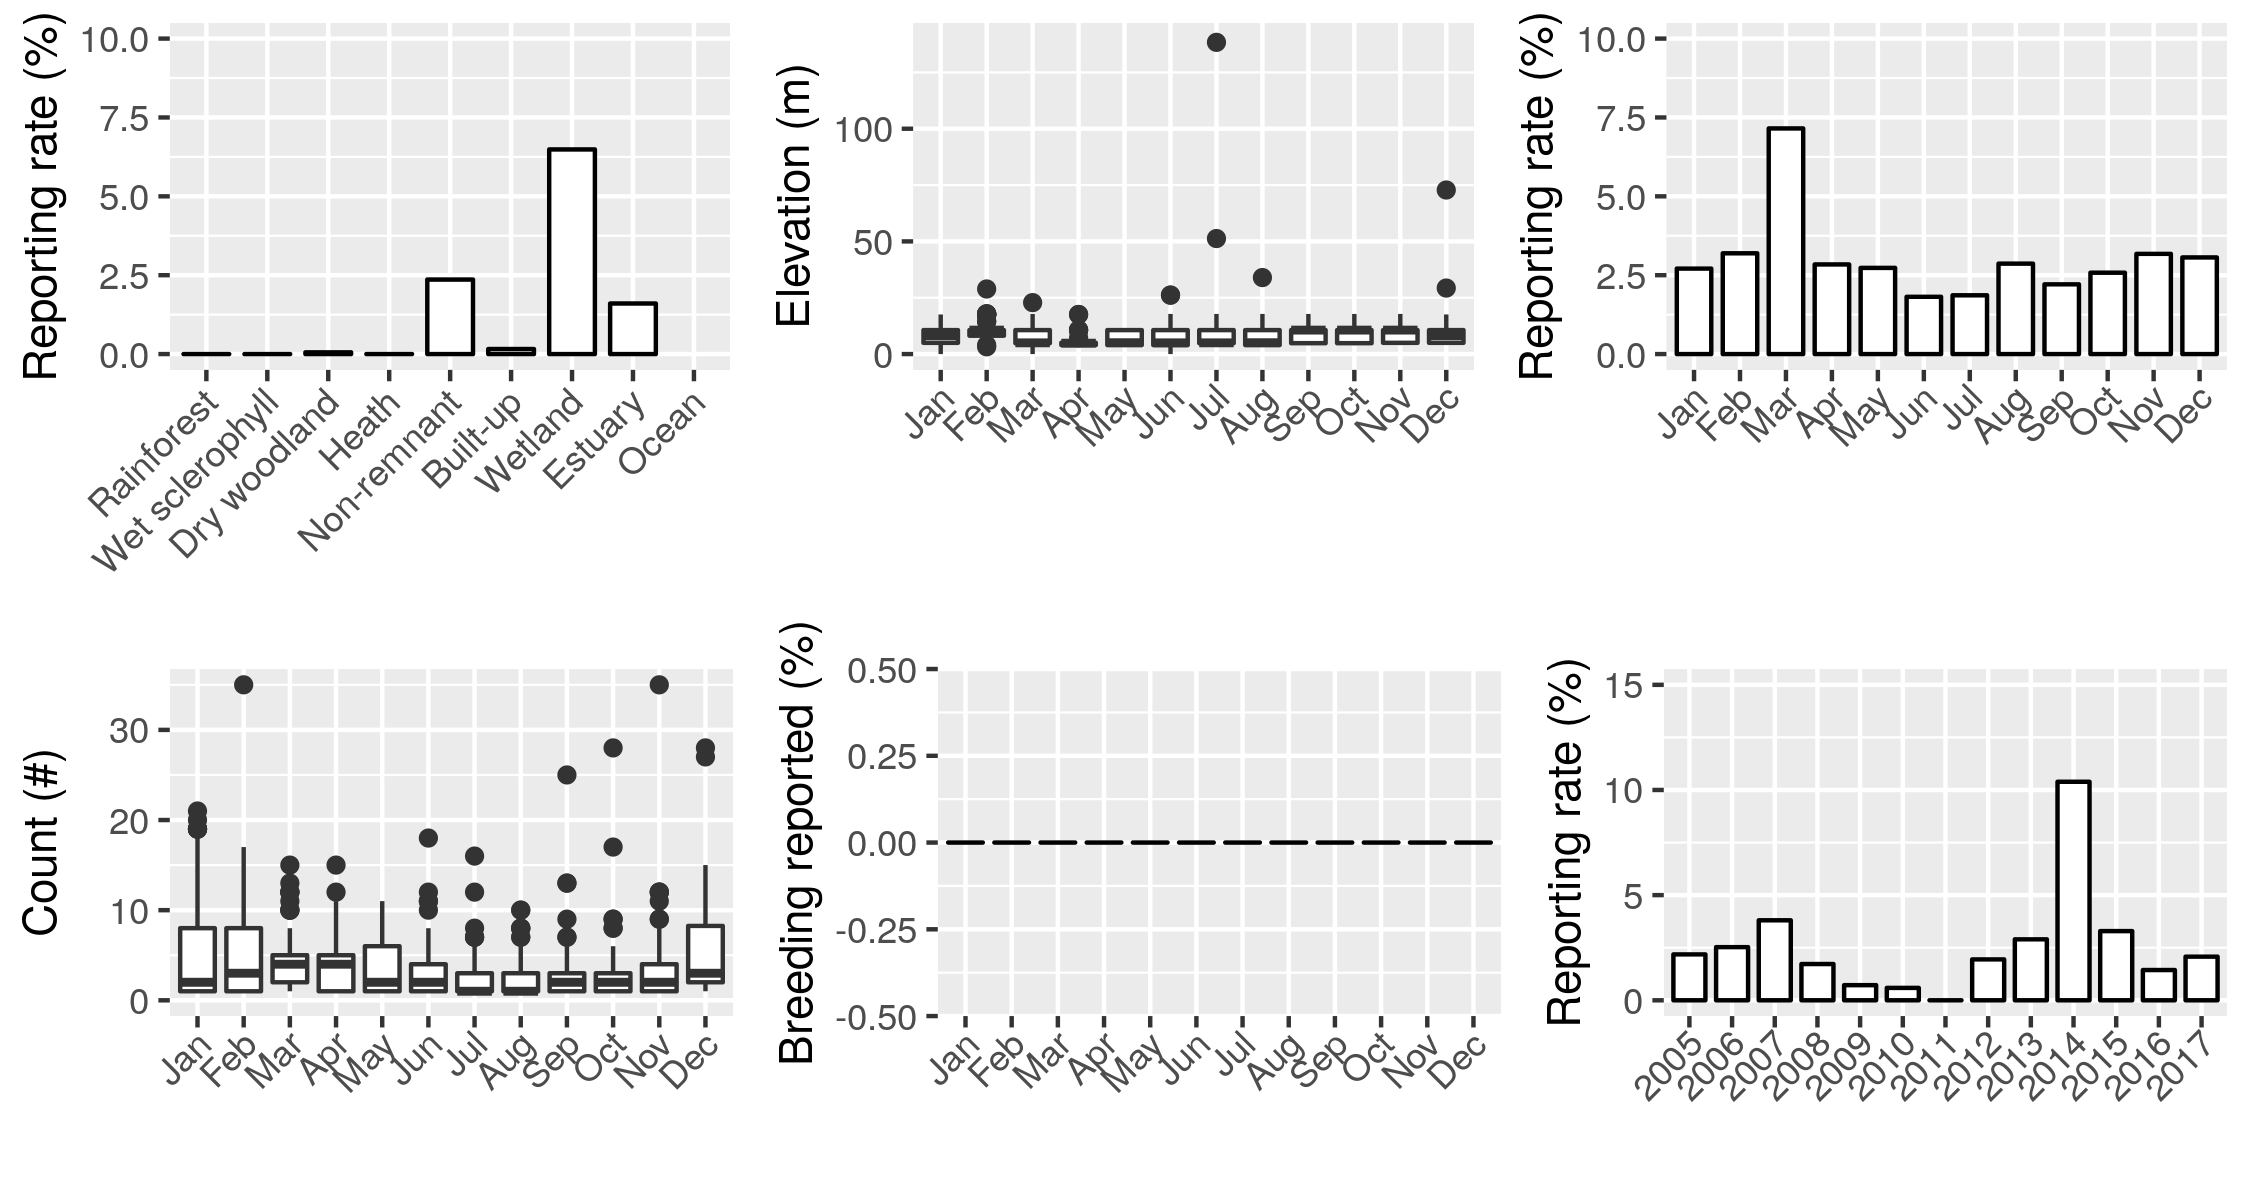 Reporting rate (%)
10.0
7.5
5.0
2.5
0.0
Rainforest
Wet sclerophyll
Dry woodland
Heath
Non-remnant
Built-up
Wetland
Estuary
Ocean
Elevation (m)
100
50
0
Jan Feb Mar Apr May Jun Jul Aug Sep Oct Nov Dec
Reporting rate (%)
10.0
7.5
5.0
2.5
0.0
Jan Feb Mar Apr May Jun Jul Aug Sep Oct Nov Dec
Count (#)
30
20
10
0
Jan Feb Mar Apr May Jun Jul Aug Sep Oct Nov Dec
Breeding reported (%)
0.50
0.25
0.00
-0.25
-0.50
Jan Feb Mar Apr May Jun Jul Aug Sep Oct Nov Dec
Reporting rate (%)
15
10
5
0
2005 2006 2007 2008 2009 2010 2011 2012 2013 2014 2015 2016 2017